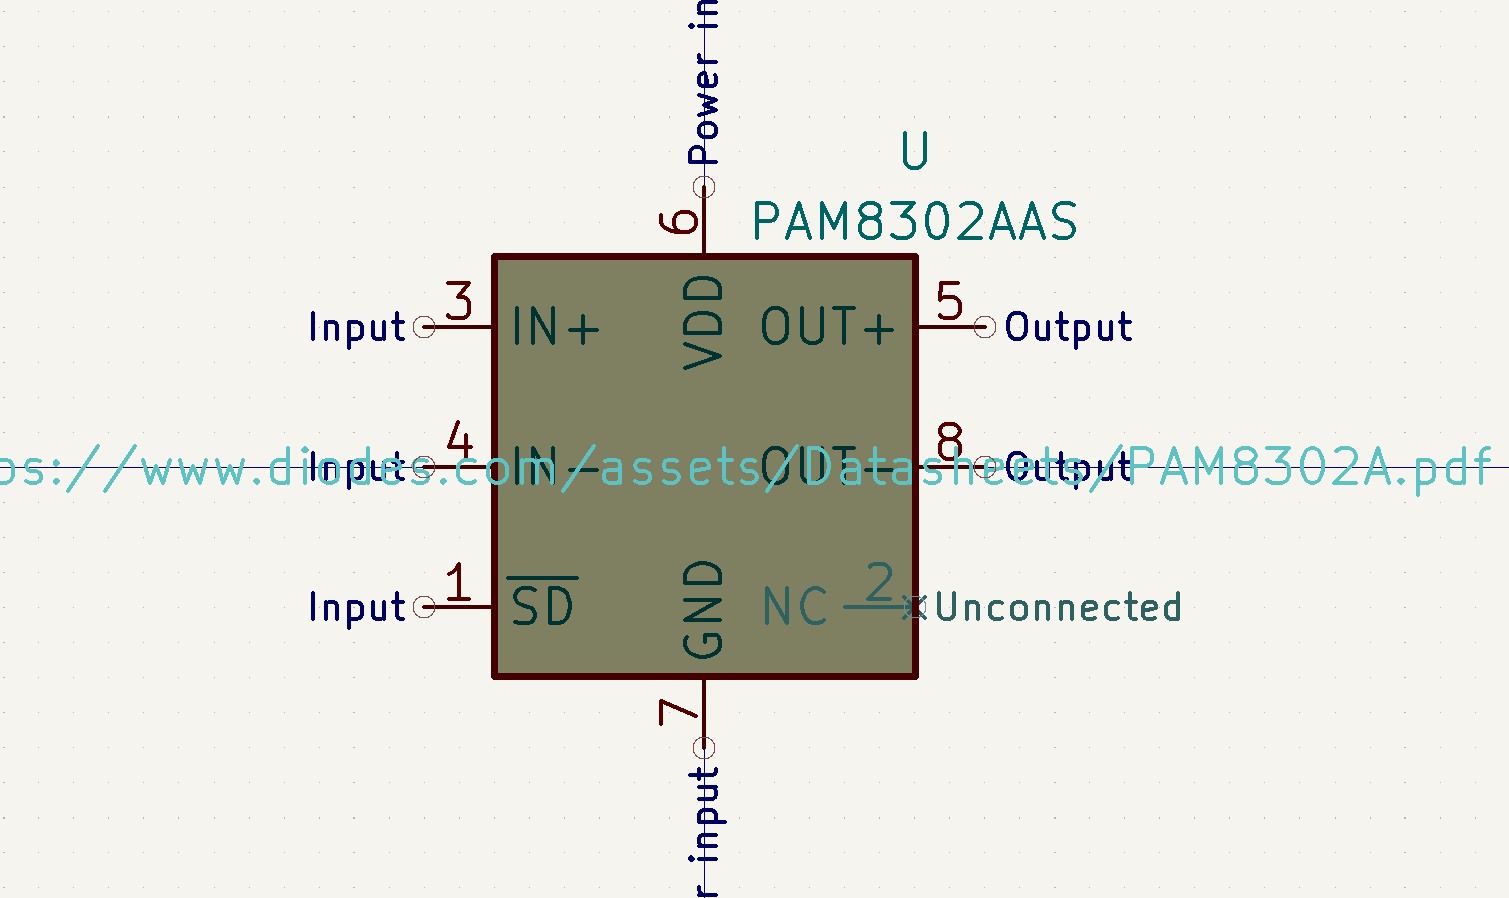 Power in
U
PAM8302AAS
6
3
5
Input
IN+
VDD
OUT+
Output
4
8
Input
IN-
OUT-
Output
ps://www.diodes.com/assets/Datasheets/PAM8302A.pdf
1
2
Input
SD
GND
NC
Unconnected
7
r input